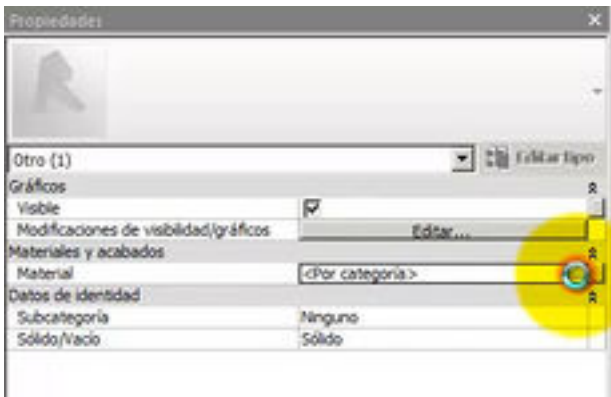 Propiedades
Otro (1)
Editar tipo
Gráficos
Visible
Modificaciones de visibilidad/gráficos Editar...
Materiales y acabados
Material <Por categoría>
Datos de identidad
Subcategoría Ninguno
Sólido/Vacío Sólido